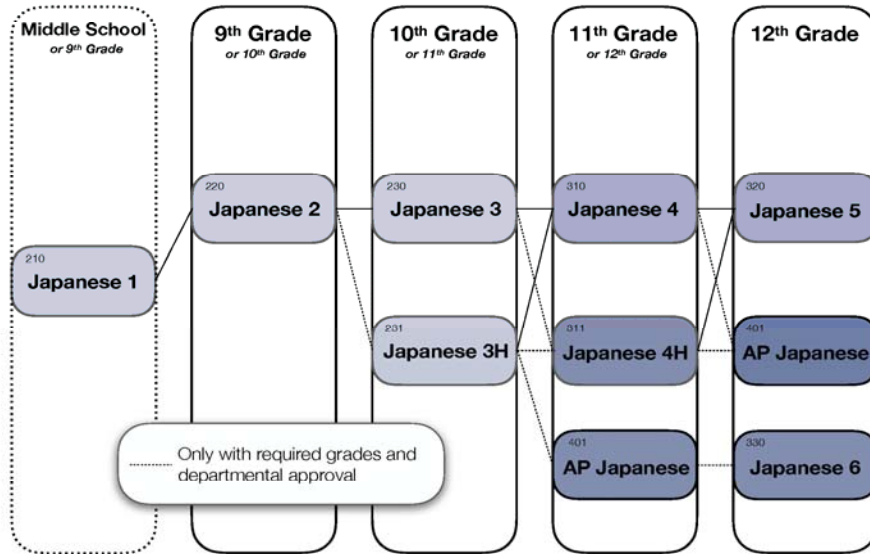 Middle School
or 9th Grade
210
Japanese 1
9th Grade
or 10th Grade
220
Japanese 2
10th Grade
or 11th Grade
230
Japanese 3
231
Japanese 3H
11th Grade
or 12th Grade
310
Japanese 4
311
Japanese 4H
401
AP Japanese
12th Grade
320
Japanese 5
401
AP Japanese
330
Japanese 6
Only with required grades and
departmental approval